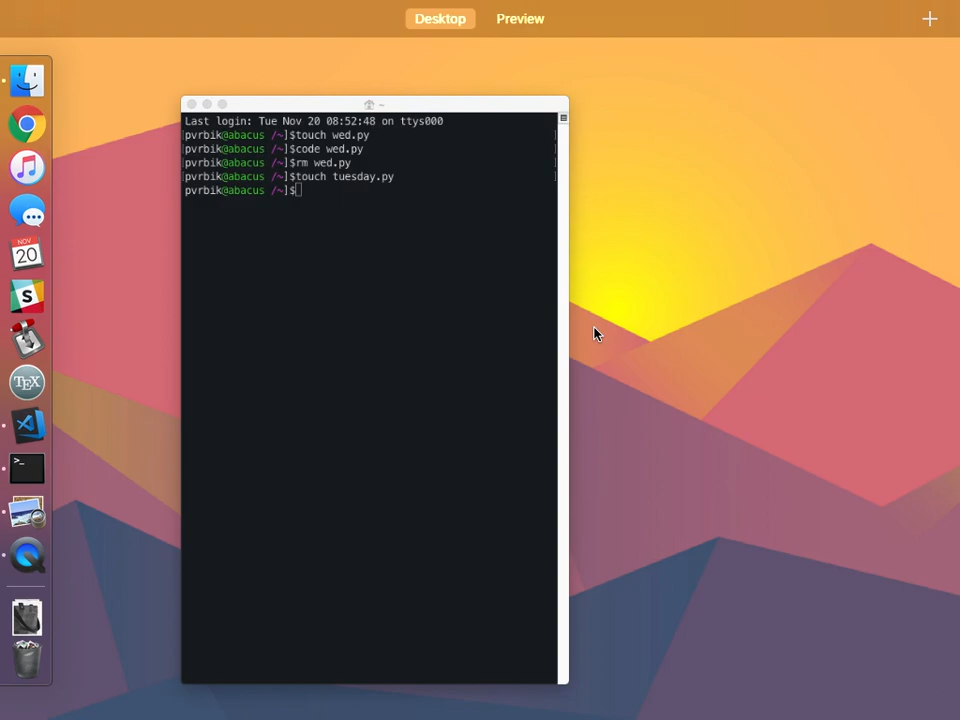 Desktop Preview
~
Last login: Tue Nov 20 08:52:48 on ttys000
[pvrbik@abacus /~]$touch wed.py ]
[pvrbik@abacus /~]$code wed.py ]
[pvrbik@abacus /~]$rm wed.py ]
[pvrbik@abacus /~]$touch tuesday.py ]
pvrbik@abacus /~]$
NOV
20
S
TEX
>_